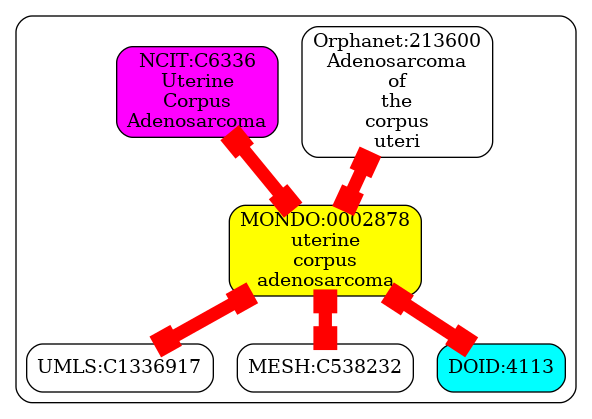 NCIT:C6336
Uterine
Corpus
Adenosarcoma
Orphanet:213600
Adenosarcoma
of
the
corpus
uteri
MONDO:0002878
uterine
corpus
adenosarcoma
UMLS:C1336917
MESH:C538232
DOID:4113